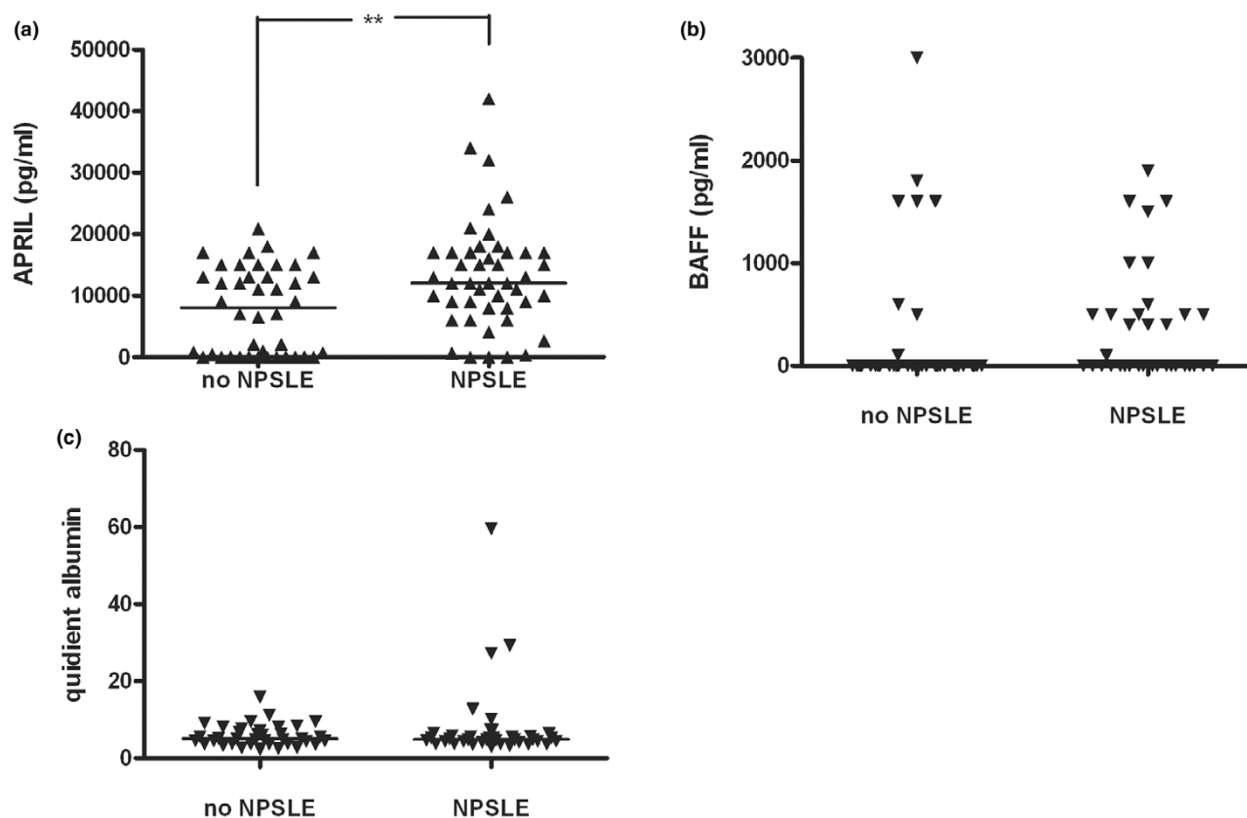 (a)
**
APRIL (pg/ml)
50000
40000
30000
20000
10000
0
no NPSLE
NPSLE
(b)
BAFF (pg/ml)
3000
2000
1000
0
no NPSLE
NPSLE
(c)
quidient albumin
80
60
40
20
0
no NPSLE
NPSLE